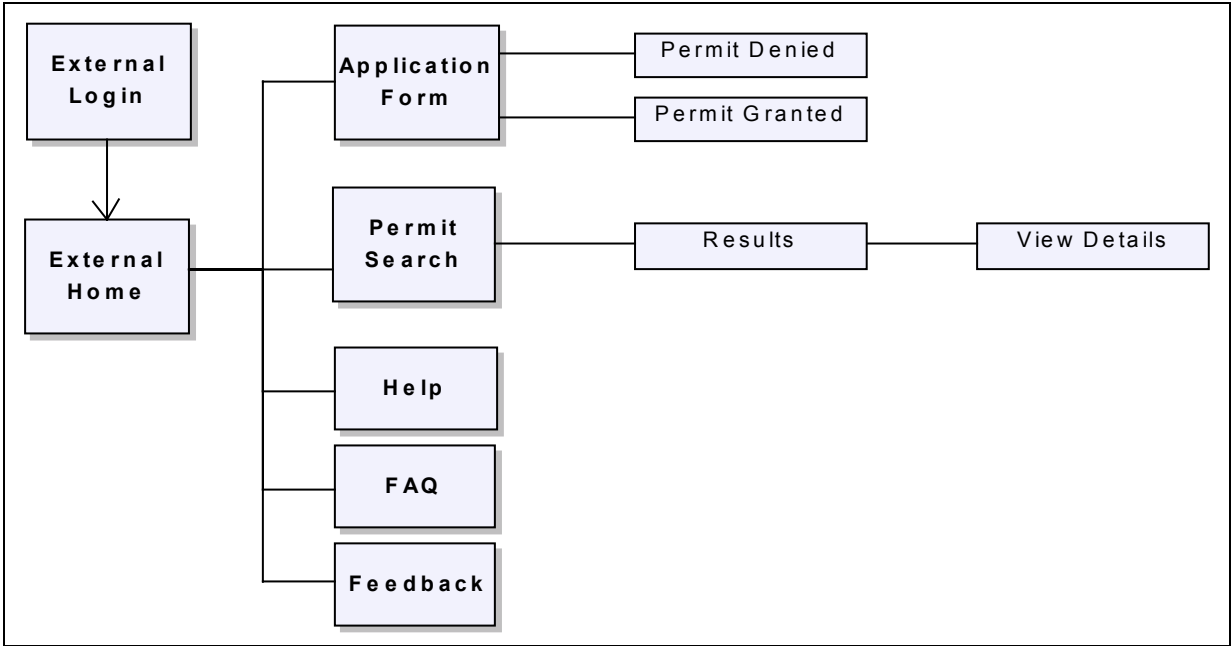 External
Login
Application
Form
Permit Denied
Permit Granted
External
Home
Permit
Search
Results
View Details
Help
FAQ
Feedback